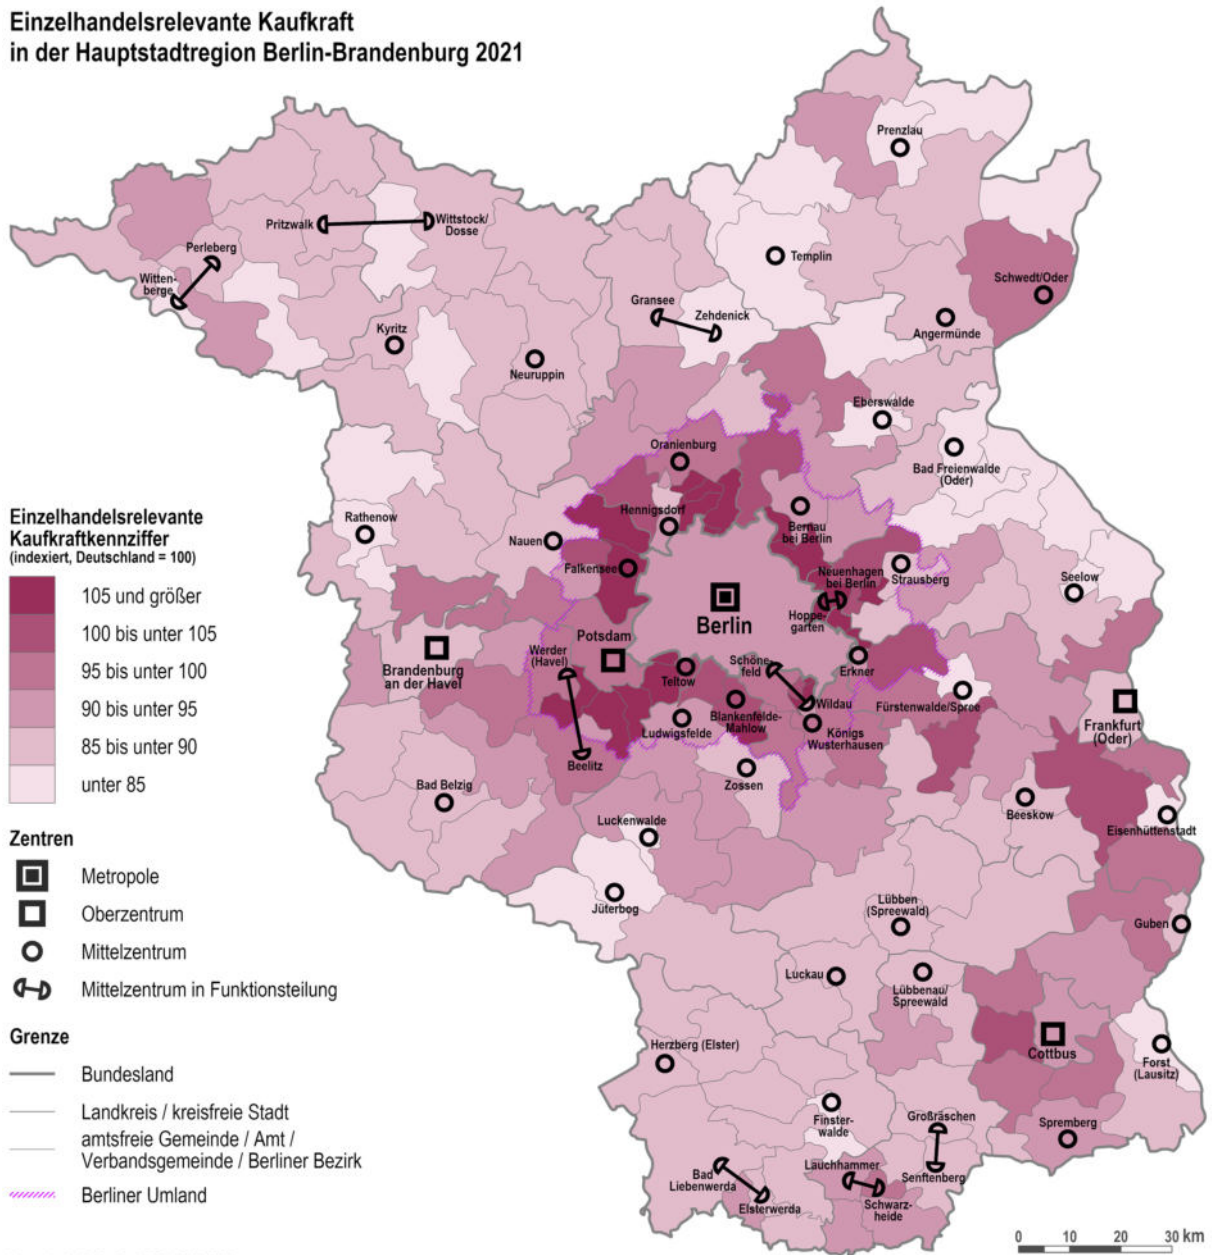 Einzelhandelsrelevante Kaufkraft
in der Hauptstadtregion Berlin-Brandenburg 2021
Prenzlau
Pritzwalk
Wittstock/
Dosse
Perleberg
Witten-
berge
Templin
Schwedt/Oder
Gransee
Zehdenick
Angermünde
Kyritz
Neuruppin
Eberswalde
Oranienburg
Bad Freienwalde
(Oder)
Einzelhandelsrelevante
Kaufkraftkennziffer
(indexiert, Deutschland = 100)
105 und größer
100 bis unter 105
95 bis unter 100
90 bis unter 95
85 bis unter 90
unter 85
Rathenow
Hennigsdorf
Nauen
Bernau
bei Berlin
Falkensee
Neuenhagen
bei Berlin
Strausberg
Seelow
Hoppe-
garten
Berlin
Potsdam
Werder
(Havel)
Brandenburg
an der Havel
Schöne-
feld
Erkner
Teltow
Wildau
Fürstenwalde/Spree
Blankenfelde-
Mahlow
Frankfurt
(Oder)
Ludwigsfelde
Königs
Wusterhausen
Beelitz
Zossen
Bad Belzig
Beeskow
Eisenhüttenstadt
Luckenwalde
Zentren
Metropole
Oberzentrum
Mittelzentrum
Mittelzentrum in Funktionsteilung
Jüterbog
Lübben
(Spreewald)
Guben
Luckau
Lübbenau/
Spreewald
Cottbus
Herzberg (Elster)
Forst
(Lausitz)
Grenze
Bundesland
Landkreis / kreisfreie Stadt
amtsfreie Gemeinde / Amt /
Verbandsgemeinde / Berliner Bezirk
Berliner Umland
Finster-
walde
Großräschen
Spremberg
Lauchhammer
Senftenberg
Bad
Liebenwerda
Elsterwerda
Schwarz-
heide
0 10 20 30 km